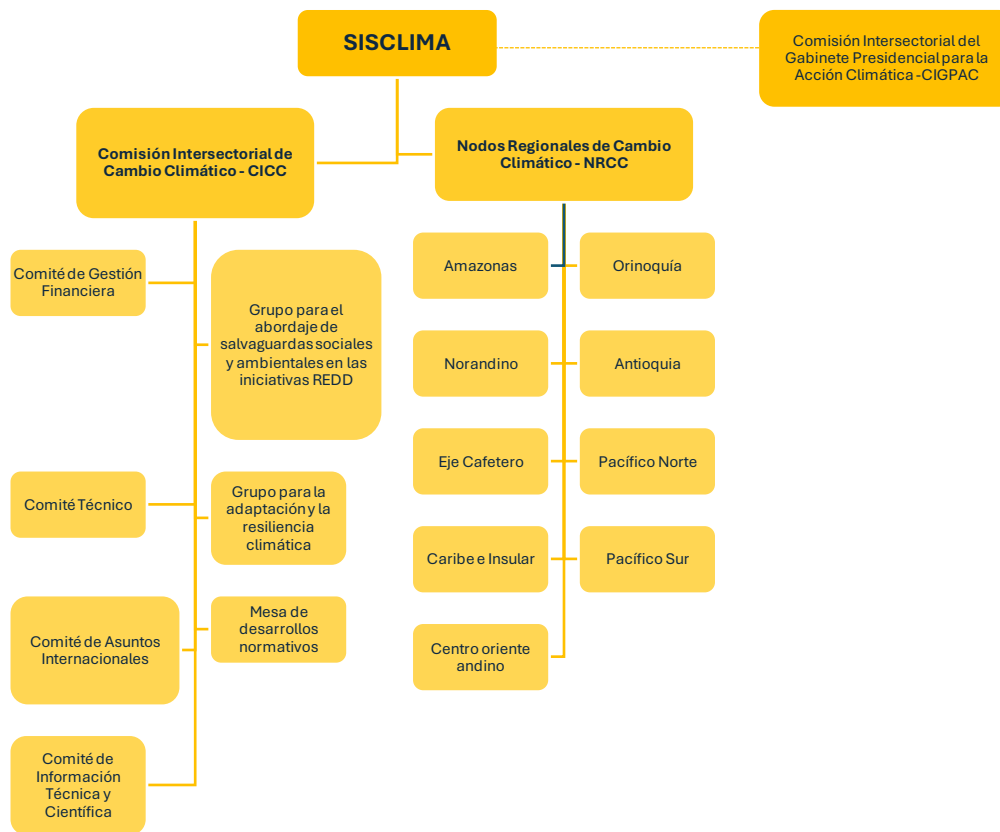 SISCLIMA
Comisión Intersectorial del
Gabinete Presidencial para la
Acción Climática -CIGPAC
Comisión Intersectorial de
Cambio Climático - CICC
Nodos Regionales de Cambio
Climático - NRCC
Comité de Gestión
Financiera
Grupo para el
abordaje de
salvaguardas sociales
y ambientales en las
iniciativas REDD
Comité Técnico
Grupo para la
adaptación y la
resiliencia
climática
Comité de Asuntos
Internacionales
Mesa de
desarrollos
normativos
Comité de
Información
Técnica y
Científica
Amazonas
Orinoquía
Norandino
Antioquia
Eje Cafetero
Pacífico Norte
Caribe e Insular
Pacífico Sur
Centro oriente
andino